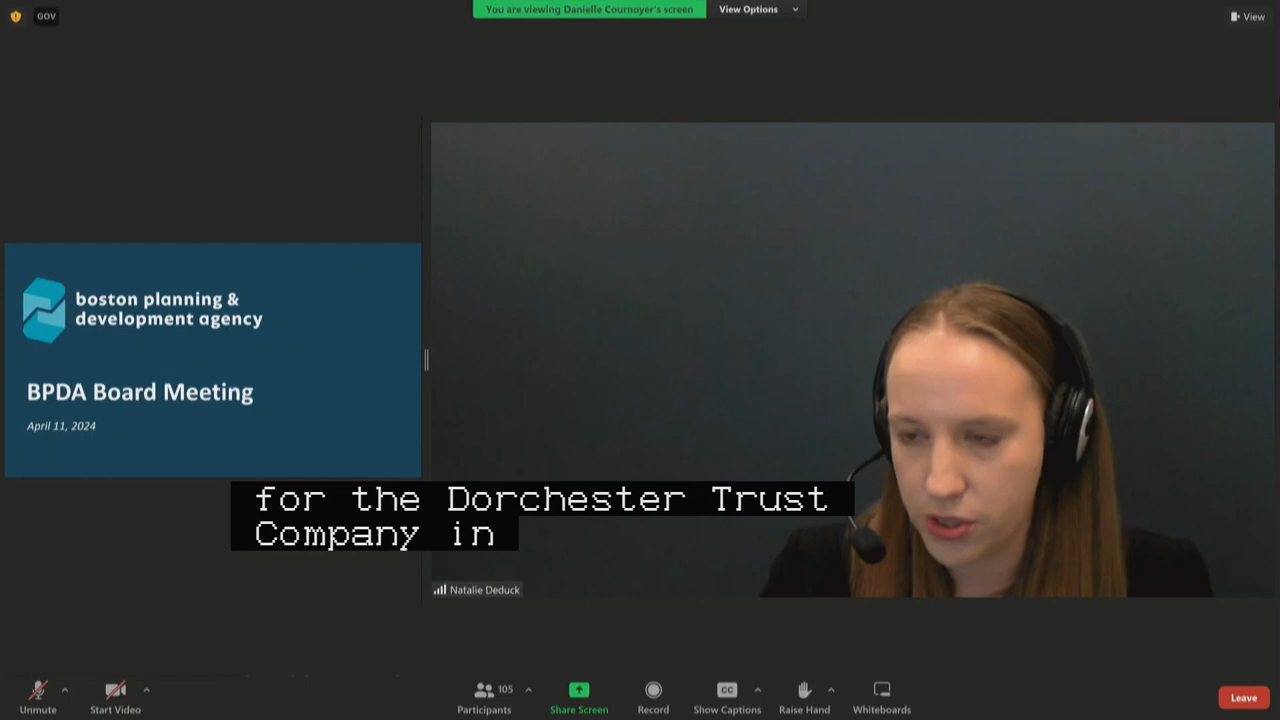 GOV
You are viewing Danielle Cournoyer's screen
View Options
View
boston planning &
development agency
BPDA Board Meeting
April 11, 2024
for the Dorchester Trust
Company in
Natalie Deduck
Unmute
Start Video
105
Participants
Share Screen
Record
CC
Show Captions
Raise Hand
Whiteboards
Leave